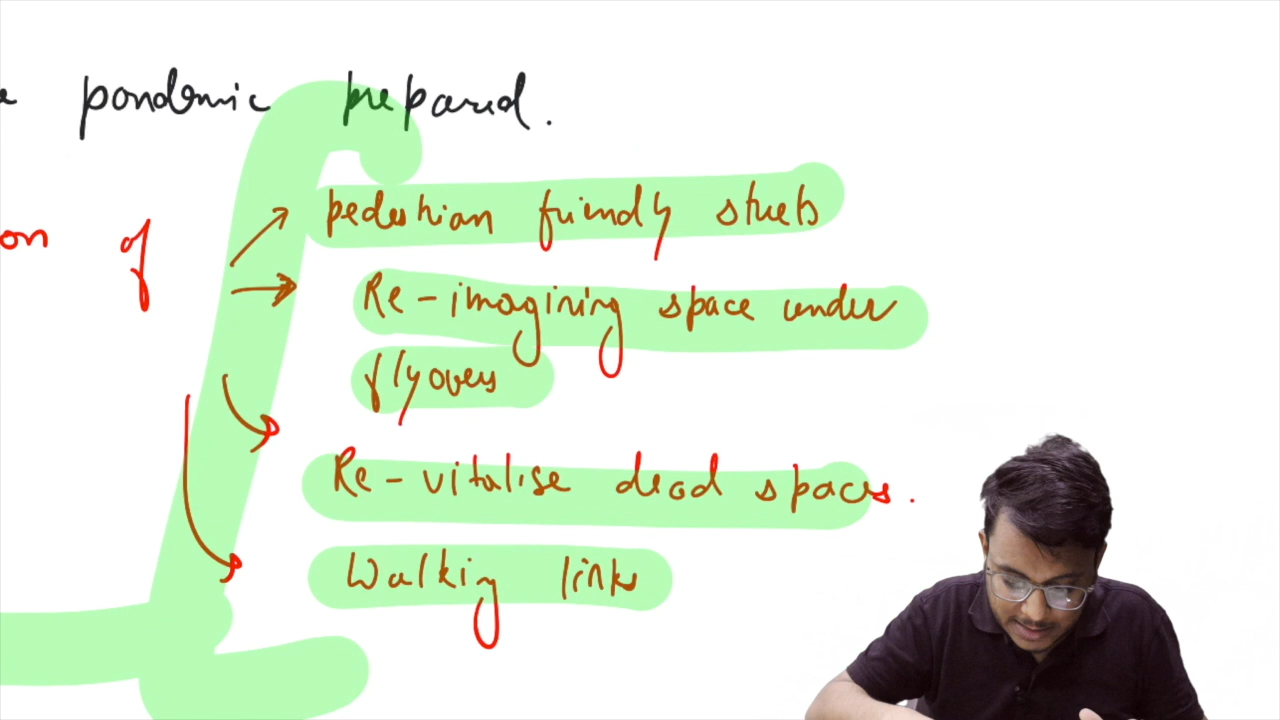 pandemic prepared.
on of
pedestrian friendly streets
Re-imagining space under
flyovers
Re-vitalise dead spaces.
Walking links